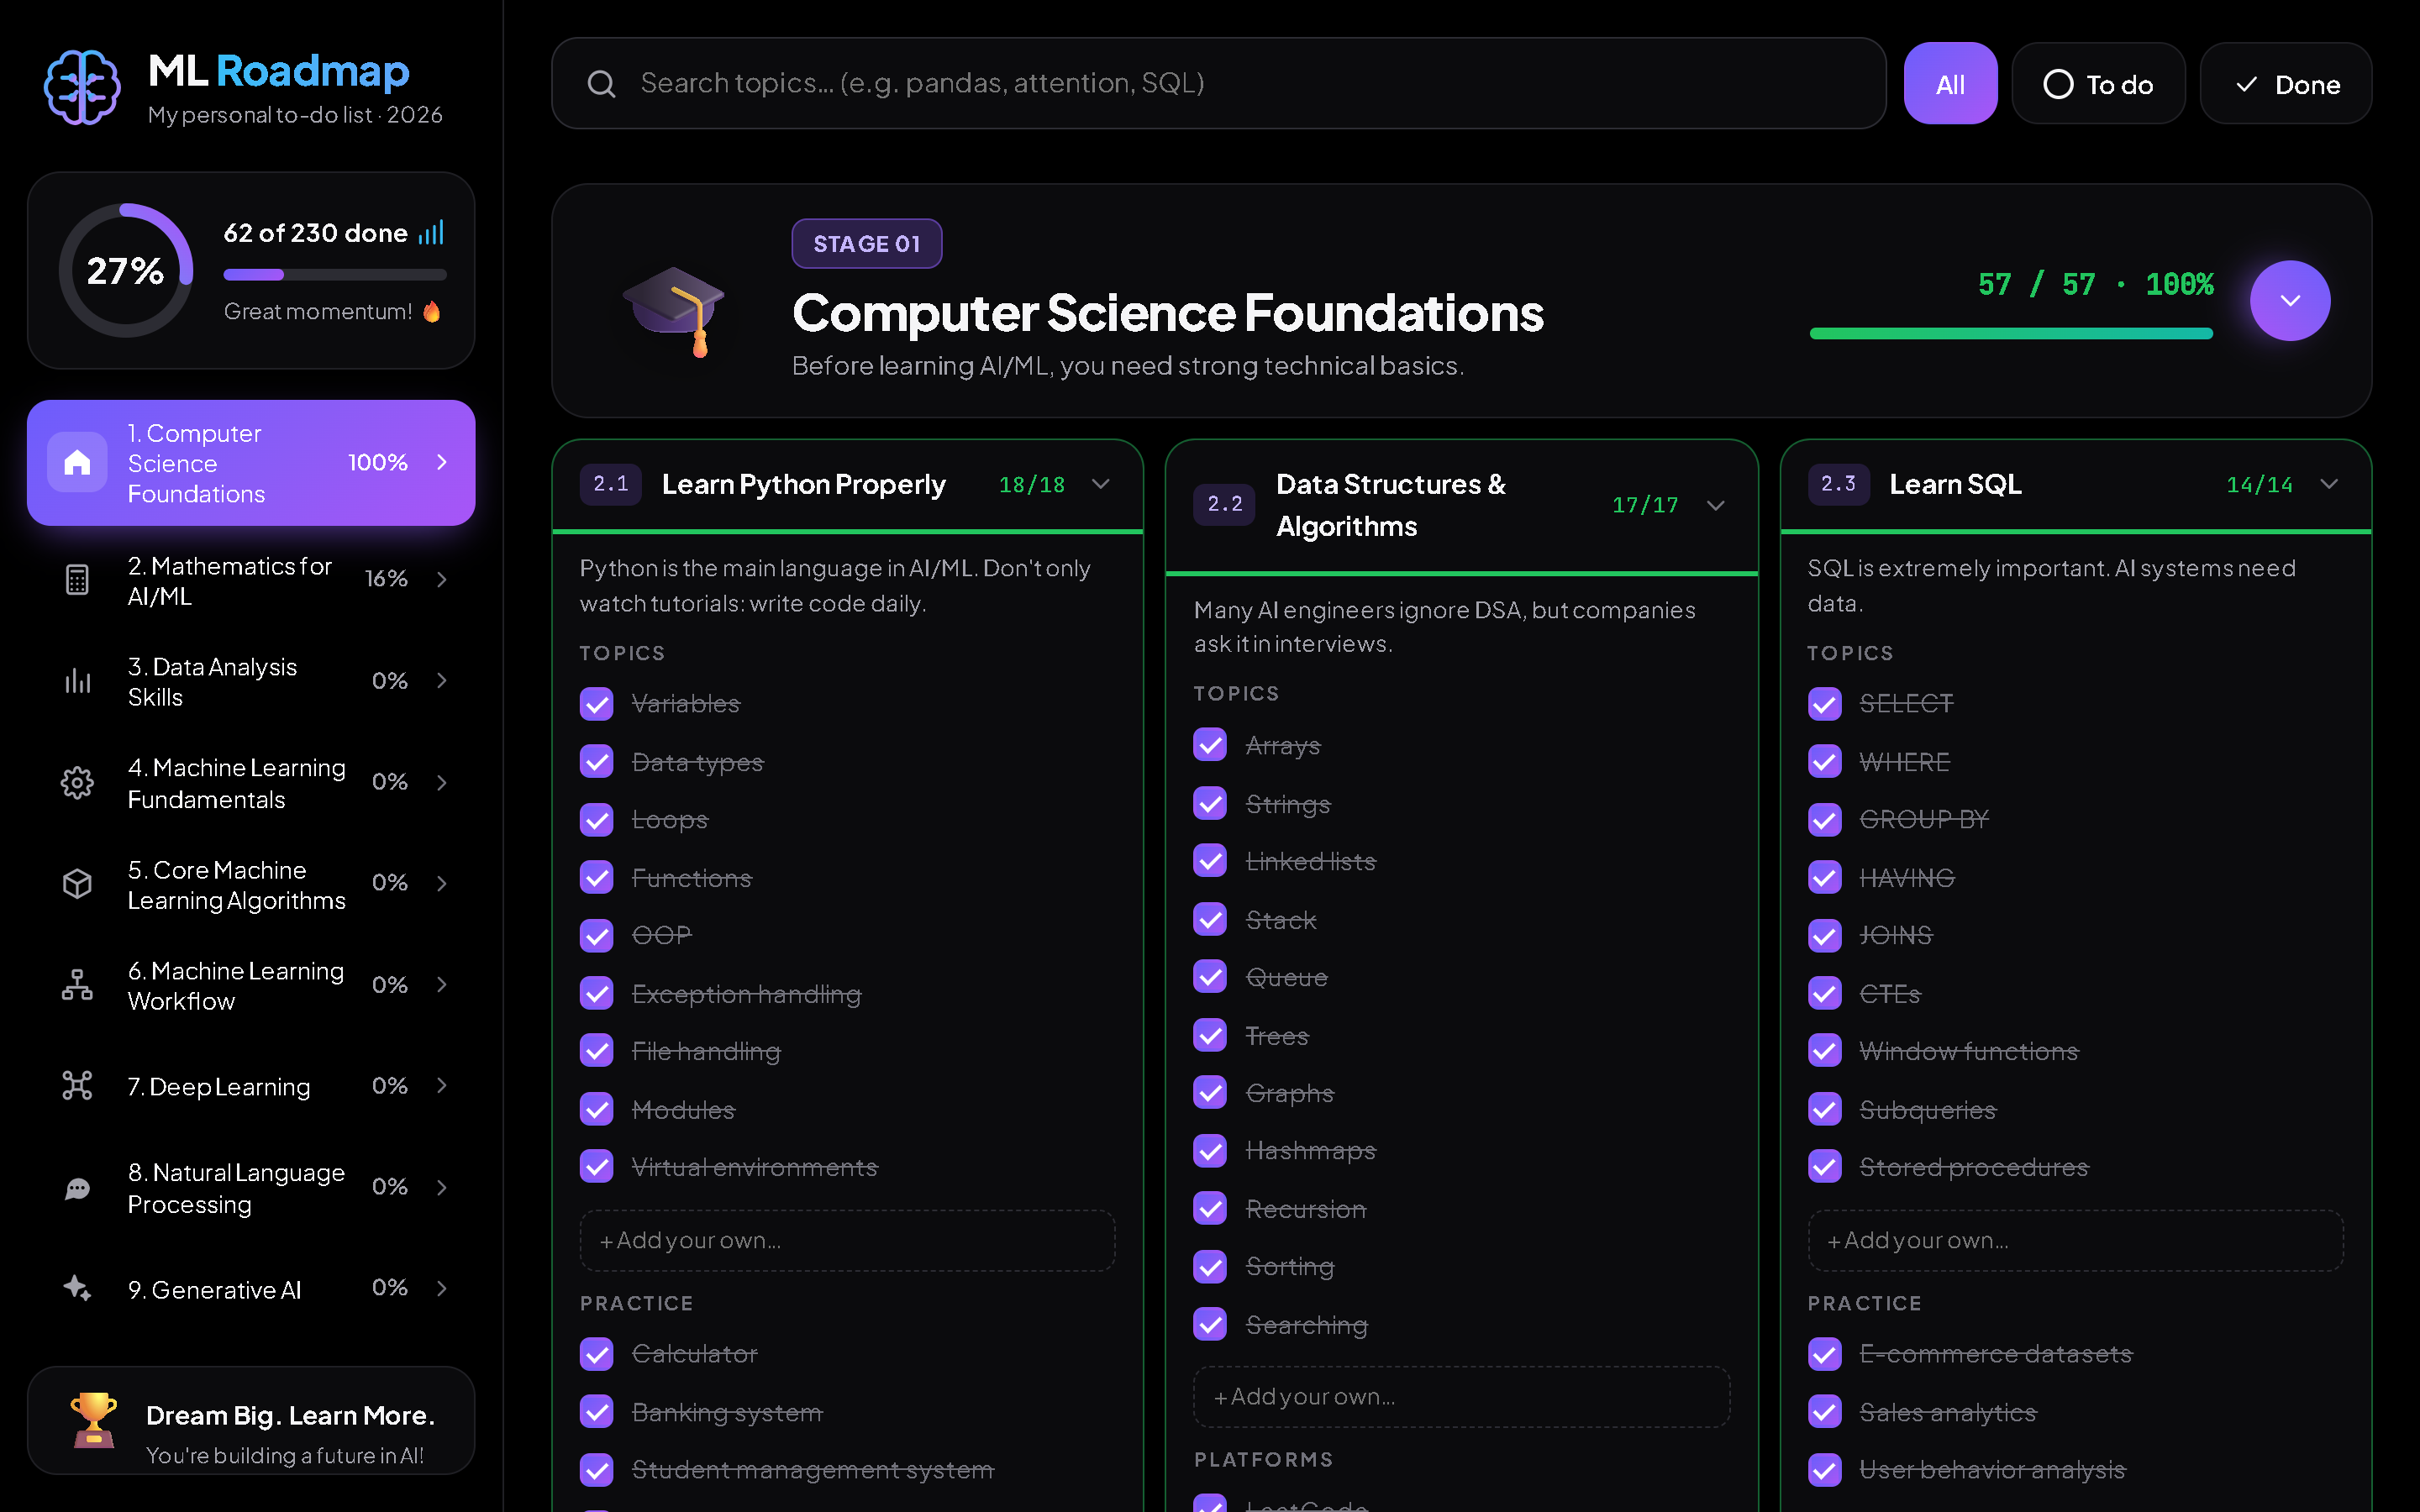 ML Roadmap
My personal to-do list · 2026
27%
62 of 230 done
Great momentum! 🔥
1. Computer
Science
Foundations
100%
2. Mathematics for
AI/ML
16%
3. Data Analysis
Skills
0%
4. Machine Learning
Fundamentals
0%
5. Core Machine
Learning Algorithms
0%
6. Machine Learning
Workflow
0%
7. Deep Learning
0%
8. Natural Language
Processing
0%
9. Generative AI
0%
Dream Big. Learn More.
You're building a future in AI!
Search topics... (e.g. pandas, attention, SQL)
All
To do
Done
STAGE 01
Computer Science Foundations
Before learning AI/ML, you need strong technical basics.
57 / 57 · 100%
2.1 Learn Python Properly 18/18
Python is the main language in AI/ML. Don't only
watch tutorials: write code daily.
TOPICS
Variables
Data types
Loops
Functions
OOP
Exception handling
File handling
Modules
Virtual environments
+ Add your own...
PRACTICE
Calculator
Banking system
Student management system
2.2 Data Structures &
Algorithms
17/17
Many AI engineers ignore DSA, but companies
ask it in interviews.
TOPICS
Arrays
Strings
Linked lists
Stack
Queue
Trees
Graphs
Hashmaps
Recursion
Sorting
Searching
+ Add your own...
PLATFORMS
LeetCode
2.3 Learn SQL 14/14
SQL is extremely important. AI systems need
data.
TOPICS
SELECT
WHERE
GROUP BY
HAVING
JOINS
CTEs
Window functions
Subqueries
Stored procedures
+ Add your own...
PRACTICE
E-commerce datasets
Sales analytics
User behavior analysis